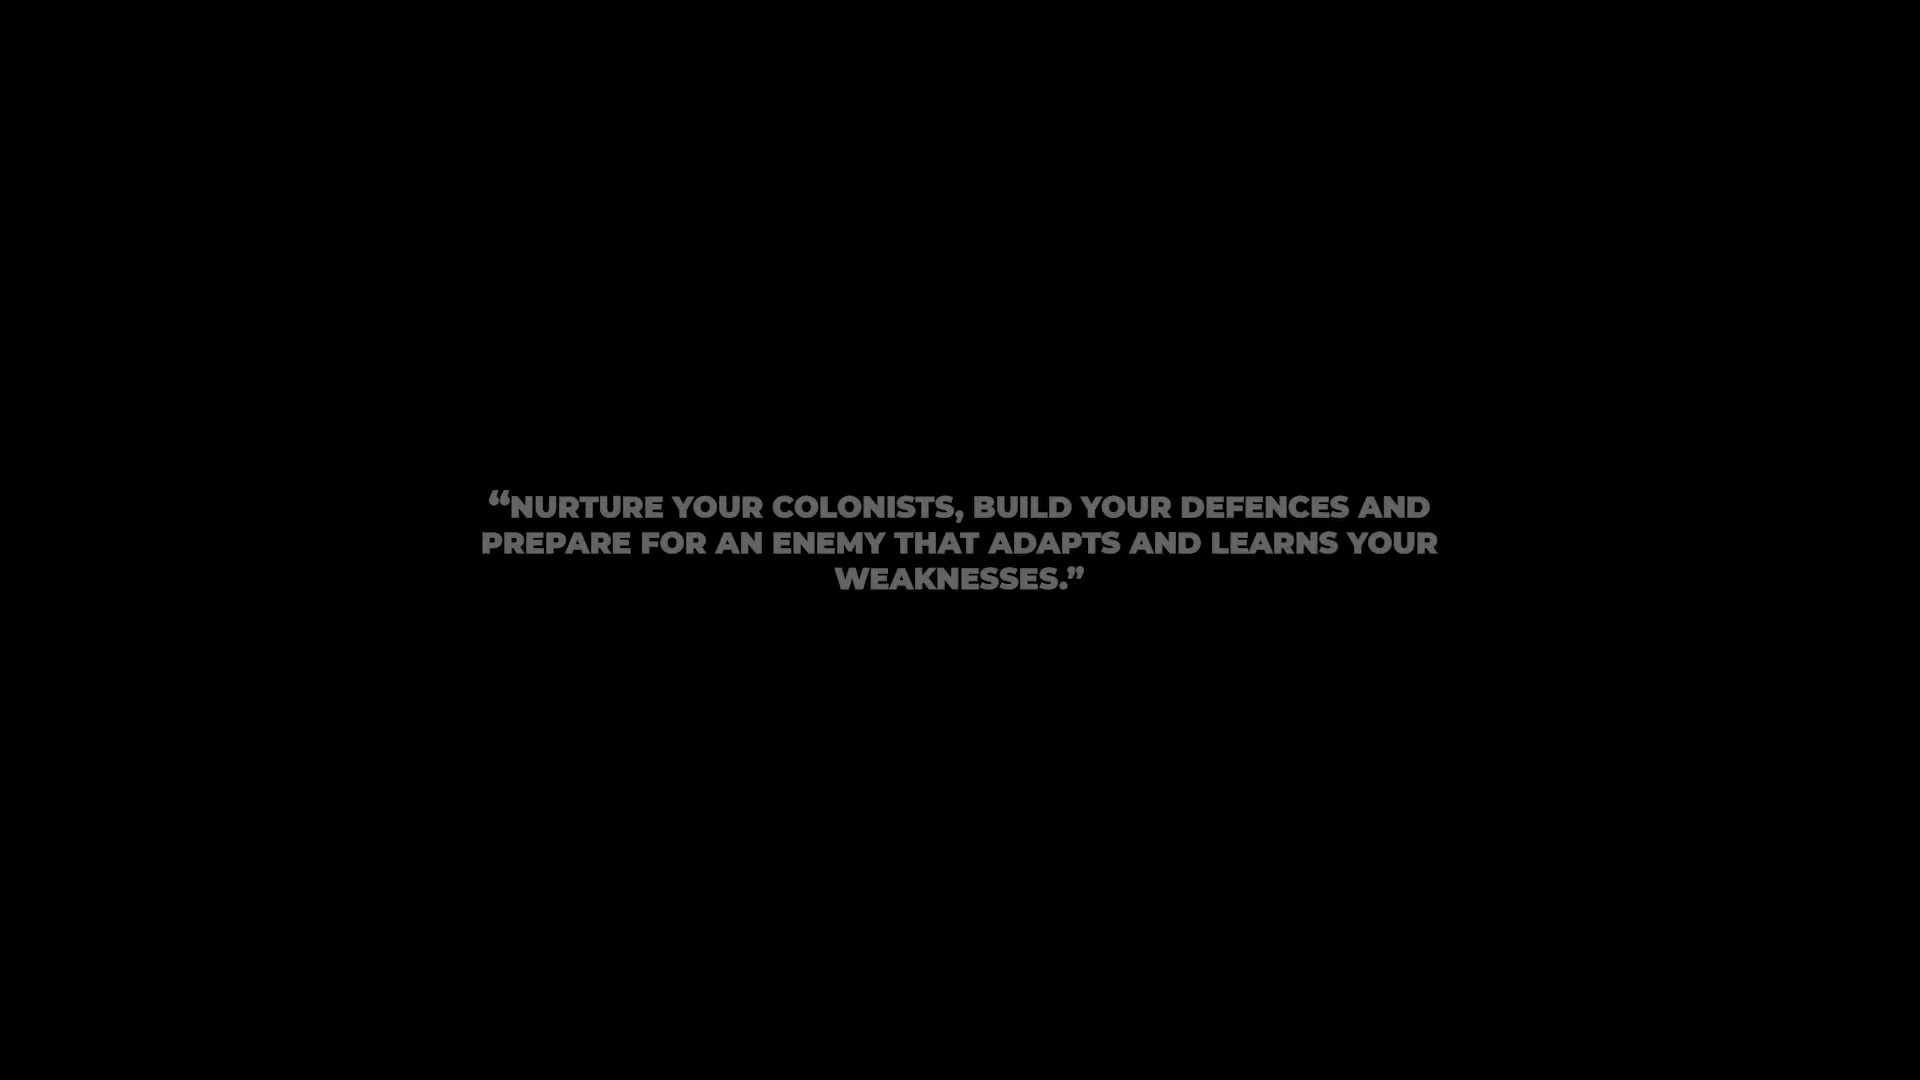 “NURTURE YOUR COLONISTS, BUILD YOUR DEFENCES AND
PREPARE FOR AN ENEMY THAT ADAPTS AND LEARNS YOUR
WEAKNESSES.”